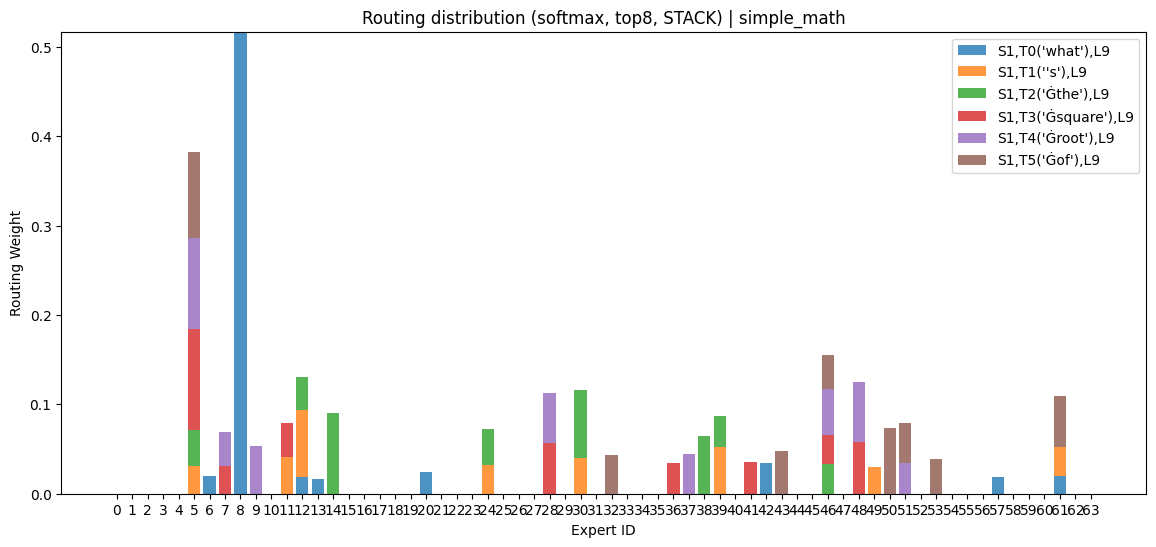 Routing distribution (softmax, top8, STACK) | simple_math
0.5
0.4
0.3
0.2
0.1
0.0
Routing Weight
S1,T0('what'),L9
S1,T1(''s'),L9
S1,T2('Ġthe'),L9
S1,T3('Ġsquare'),L9
S1,T4('Ġroot'),L9
S1,T5('Ġof'),L9
0 1 2 3 4 5 6 7 8 9 10 11 12 13 14 15 16 17 18 19 20 21 22 23 24 25 26 27 28 29 30 31 32 33 34 35 36 37 38 39 40 41 42 43 44 45 46 47 48 49 50 51 52 53 54 55 56 57 58 59 60 61 62 63
Expert ID